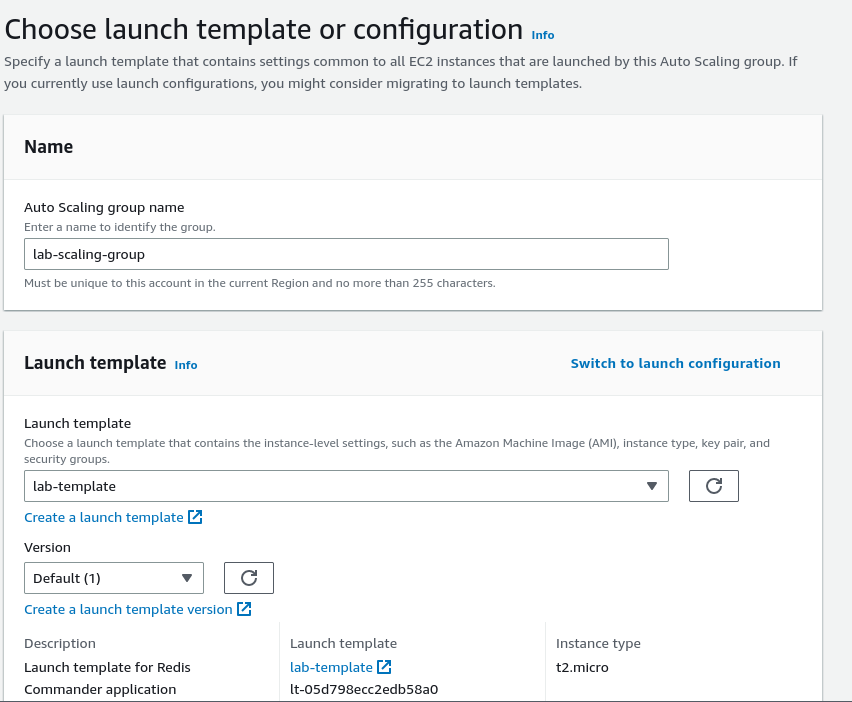 Choose launch template or configuration Info
Specify a launch template that contains settings common to all EC2 instances that are launched by this Auto Scaling group. If
you currently use launch configurations, you might consider migrating to launch templates.
Name
Auto Scaling group name
Enter a name to identify the group.
lab-scaling-group
Must be unique to this account in the current Region and no more than 255 characters.
Launch template Info
Switch to launch configuration
Launch template
Choose a launch template that contains the instance-level settings, such as the Amazon Machine Image (AMI), instance type, key pair, and
security groups.
lab-template
Create a launch template
Version
Default (1)
Create a launch template version
Description
Launch template for Redis
Commander application
Launch template
lab-template
lt-05d798ecc2edb58a0
Instance type
t2.micro